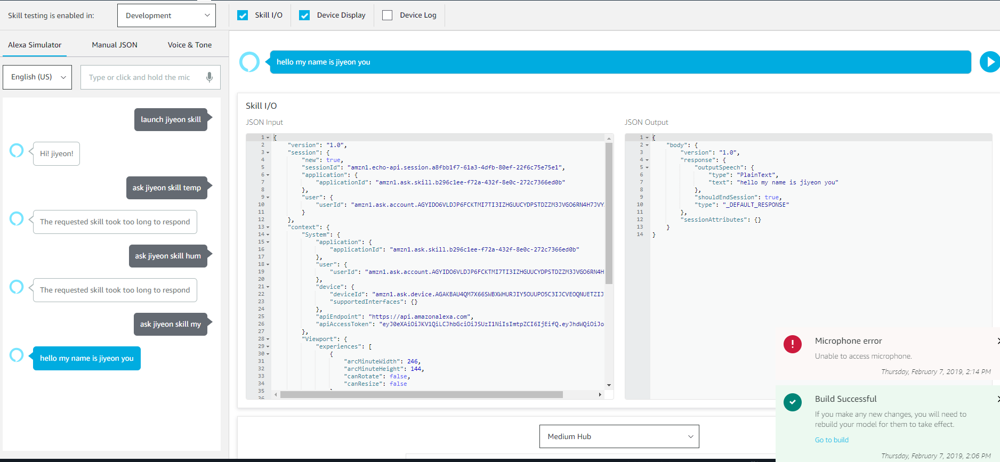 Skill testing is enabled in:
Development
Skill I/O
Device Display
Device Log
Alexa Simulator
Manual JSON
Voice & Tone
English (US)
Type or click and hold the mic
launch jiyeon skill
Hi! jiyeon!
ask jiyeon skill temp
The requested skill took too long to respond
ask jiyeon skill hum
The requested skill took too long to respond
ask jiyeon skill my
hello my name is jiyeon you
hello my name is jiyeon you
Skill I/O
JSON Input
1 {
2 "version": "1.0",
3 "session": {
4 "new": true,
5 "sessionId": "amzn1.echo-api.session.a8fbb1f7-61a3-4dfb-80ef-22f6c75e75e1",
6 "application": {
7 "applicationId": "amzn1.ask.skill.b296c1ee-f72a-432f-8e0c-272c7366ed0b"
8 },
9 "user": {
10 "userId": "amzn1.ask.account.AGYIDO6VLDJP6FCKTMI7TI3IZHGUUCYDPSTDZZM3JVGO6RN4H7JVY
11 }
12 },
13 "context": {
14 "System": {
15 "application": {
16 "applicationId": "amzn1.ask.skill.b296c1ee-f72a-432f-8e0c-272c7366ed0b"
17 },
18 "user": {
19 "userId": "amzn1.ask.account.AGYIDO6VLDJP6FCKTMI7TI3IZHGUUCYDPSTDZZM3JVGO6RN4H
20 },
21 "device": {
22 "deviceId": "amzn1.ask.device.AGAKBAU4QM7X66SWBXWHURJIY5OUUPO5C3IJCVEOQNUETZIJ
23 "supportedInterfaces": {}
24 },
25 "apiEndpoint": "https://api.amazonalexa.com",
26 "apiAccessToken": "eyJ0eXAiOiJKV1QiLCJhbGciOiJSUzI1NiIsImtpZCI6IjEifQ.eyJhdWQiOiJo
27 },
28 "Viewport": {
29 "experiences": [
30 {
31 "arcMinuteWidth": 246,
32 "arcMinuteHeight": 144,
33 "canRotate": false,
34 "canResize": false
35
36
JSON Output
1 {
2 "body": {
3 "version": "1.0",
4 "response": {
5 "outputSpeech": {
6 "type": "PlainText",
7 "text": "hello my name is jiyeon you"
8 },
9 "shouldEndSession": true,
10 "type": "_DEFAULT_RESPONSE"
11 },
12 "sessionAttributes": {}
13 }
14 }
Medium Hub
Microphone error
Unable to access microphone.
Thursday, February 7, 2019, 2:14 PM
Build Successful
If you make any new changes, you will need to
rebuild your model for them to take effect.
Go to build
Thursday, February 7, 2019, 2:06 PM